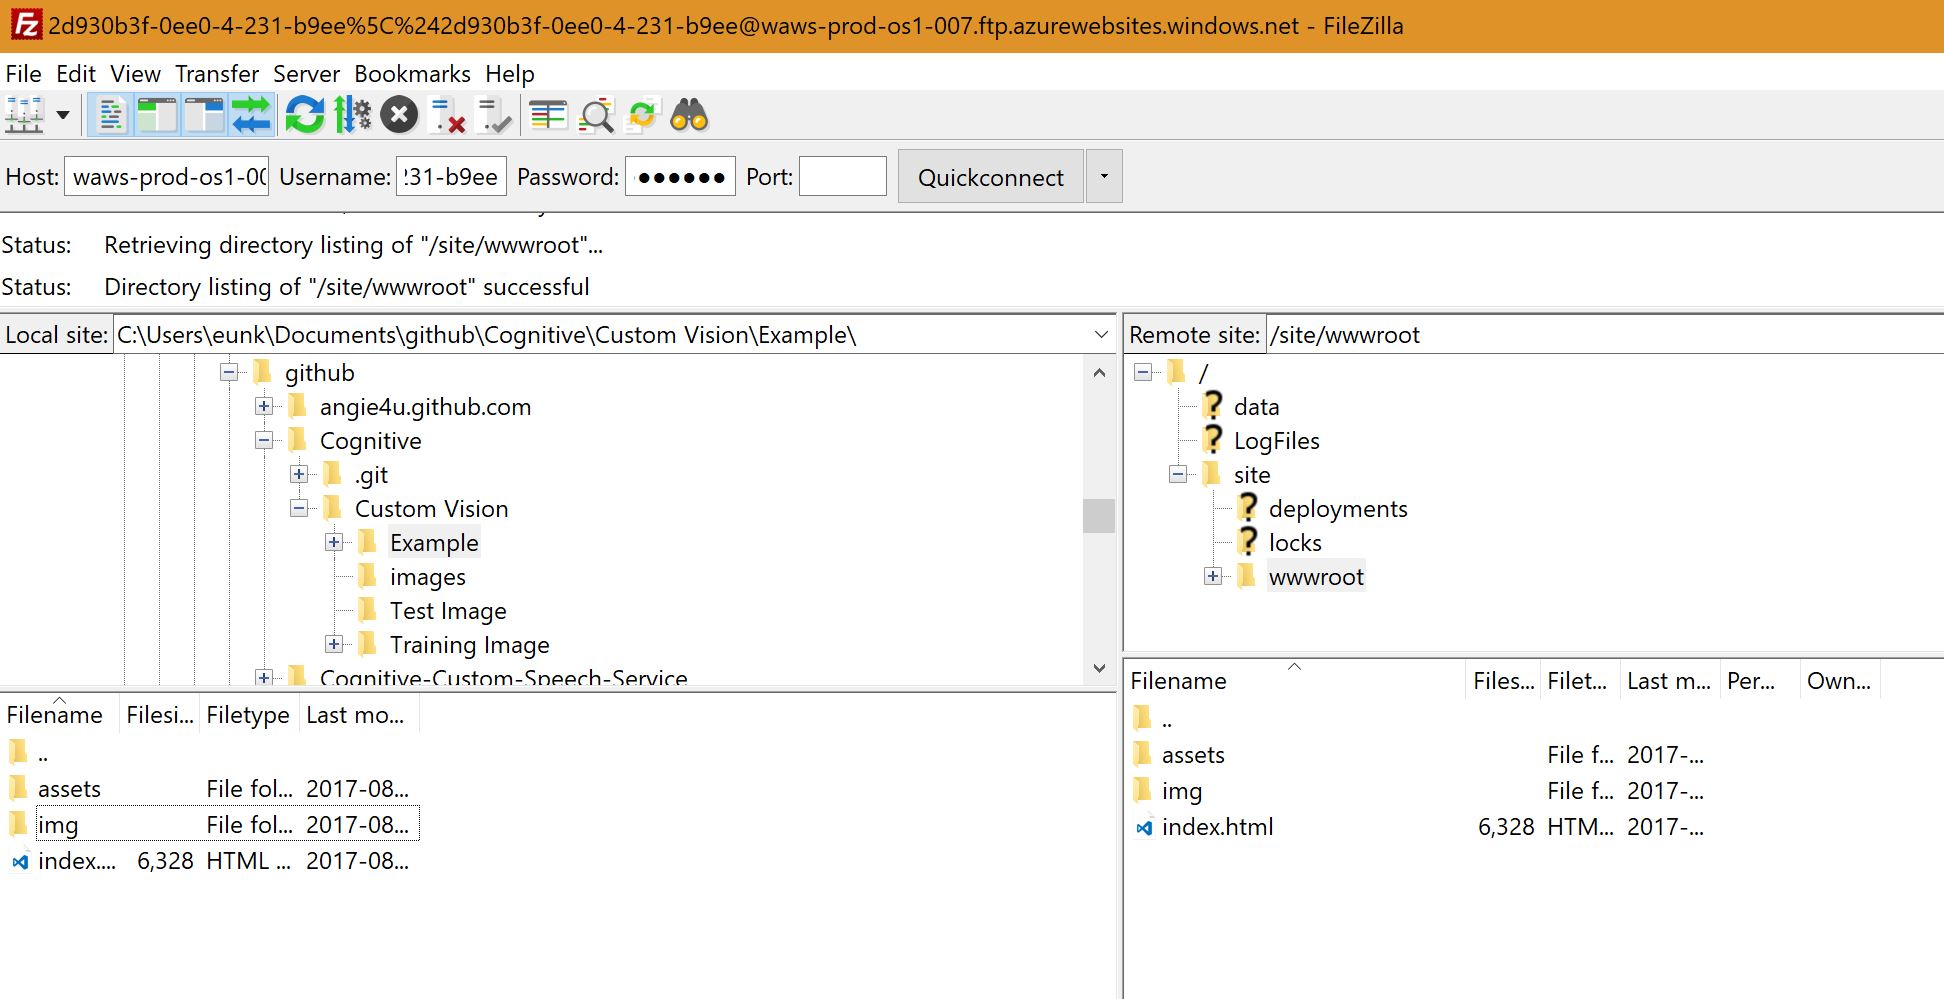 Fz 2d930b3f-0ee0-4-231-b9ee%5C%242d930b3f-0ee0-4-231-b9ee@waws-prod-os1-007.ftp.azurewebsites.windows.net - FileZilla
File Edit View Transfer Server Bookmarks Help
Host: waws-prod-os1-00 Username: 231-b9ee Password: ●●●●●● Port: Quickconnect
Status: Retrieving directory listing of "/site/wwwroot"...
Status: Directory listing of "/site/wwwroot" successful
Local site: C:\Users\eunk\Documents\github\Cognitive\Custom Vision\Example\
github
angie4u.github.com
Cognitive
.git
Custom Vision
Example
images
Test Image
Training Image
Cognitive-Custom-Speech-Service
Filename Filesi... Filetype Last mo...
..
assets File fol... 2017-08...
img File fol... 2017-08...
index.... 6,328 HTML ... 2017-08...
Remote site: /site/wwwroot
/
? data
? LogFiles
site
? deployments
? locks
wwwroot
Filename Files... Filet... Last m... Per... Own...
..
assets File f... 2017-...
img File f... 2017-...
index.html 6,328 HTM... 2017-...